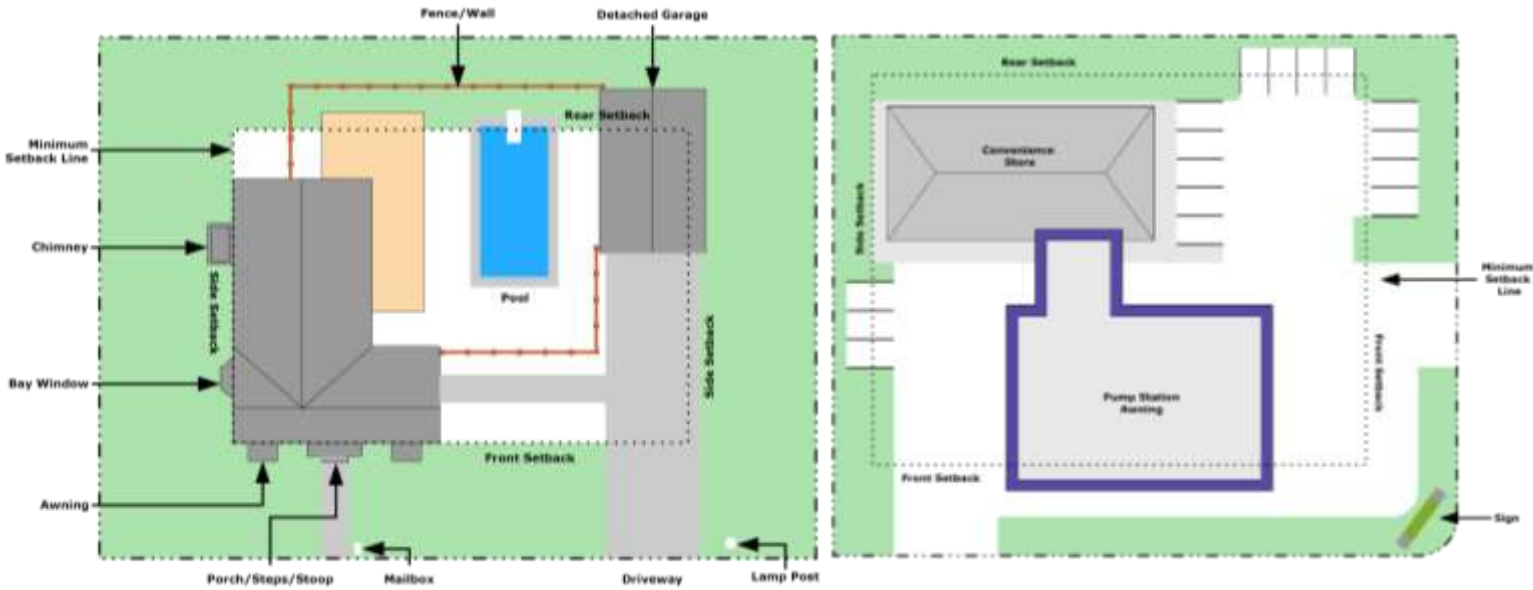 Fence/Wall
Detached Garage
Rear Setback
Minimum
Setback Line
Chimney
Side Setback
Pool
Side Setback
Bay Window
Front Setback
Awning
Porch/Steps/Stoop
Mailbox
Driveway
Lamp Post
Rear Setback
Convenience
Store
Side Setback
Minimum
Setback
Line
Front Setback
Pump Station
Awning
Front Setback
Sign